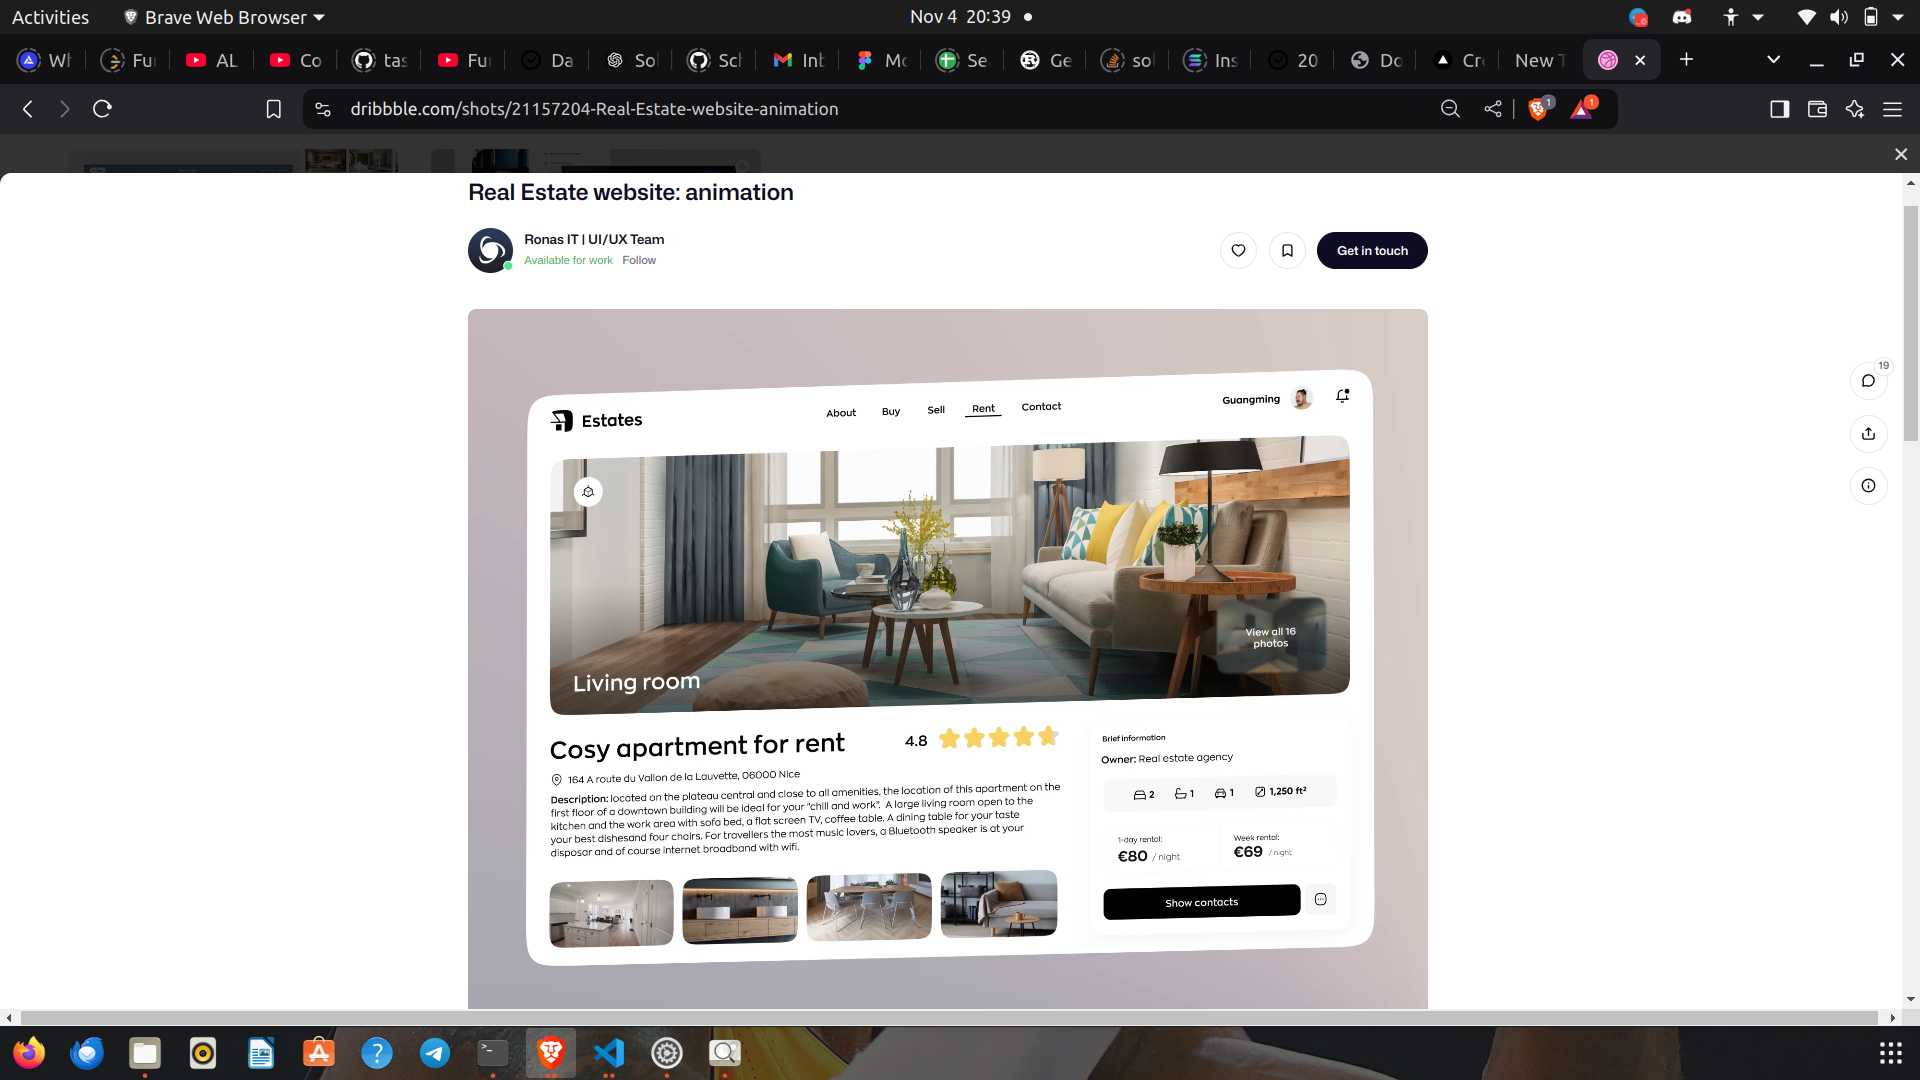 Activities
Brave Web Browser
Nov 4 20:39
Wh
Fur
AL
Co
tas
Fur
Da
Sol
Sch
Inb
Mo
Se
Ge
sol
Ins
20
Do
Cre
New T
dribbble.com/shots/21157204-Real-Estate-website-animation
1
1
Real Estate website: animation
Ronas IT | UI/UX Team
Available for work Follow
Get in touch
19
Estates
About
Buy
Sell
Rent
Contact
Guangming
View all 16
photos
Living room
Cosy apartment for rent
4.8
164 A route du Vallon de la Lauvette, 06000 Nice
Description: located on the plateau central and close to all amenities, the location of this apartment on the
first floor of a downtown building will be ideal for your "chill and work". A large living room open to the
kitchen and the work area with sofa bed, a flat screen TV, coffee table. A dining table for your taste
your best dishesand four chairs. For travellers the most music lovers, a Bluetooth speaker is at your
disposar and of course internet broadband with wifi.
Brief information
Owner: Real estate agency
2
1
1
1,250 ft²
1-day rental:
€80 / night
Week rental:
€69 / night
Show contacts